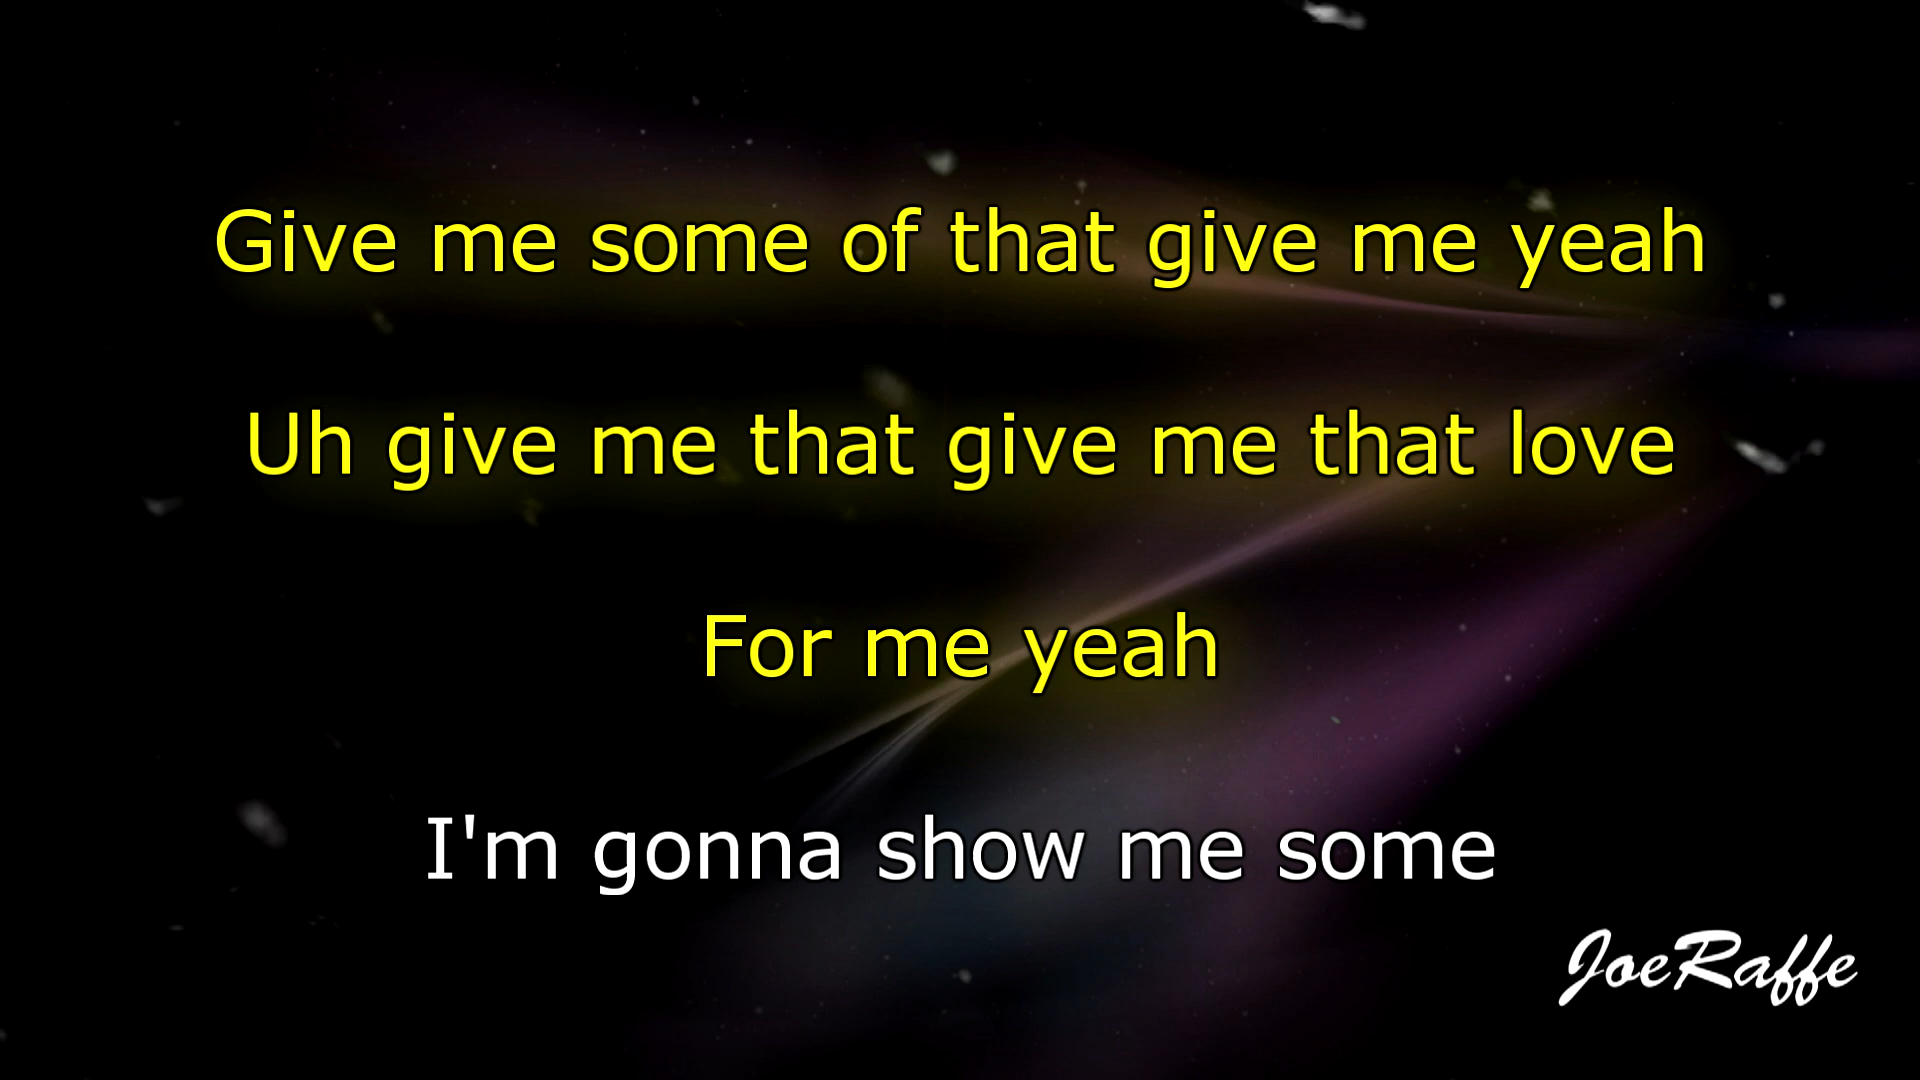 Give me some of that give me yeah
Uh give me that give me that love
For me yeah
I'm gonna show me some
JoeRaffe